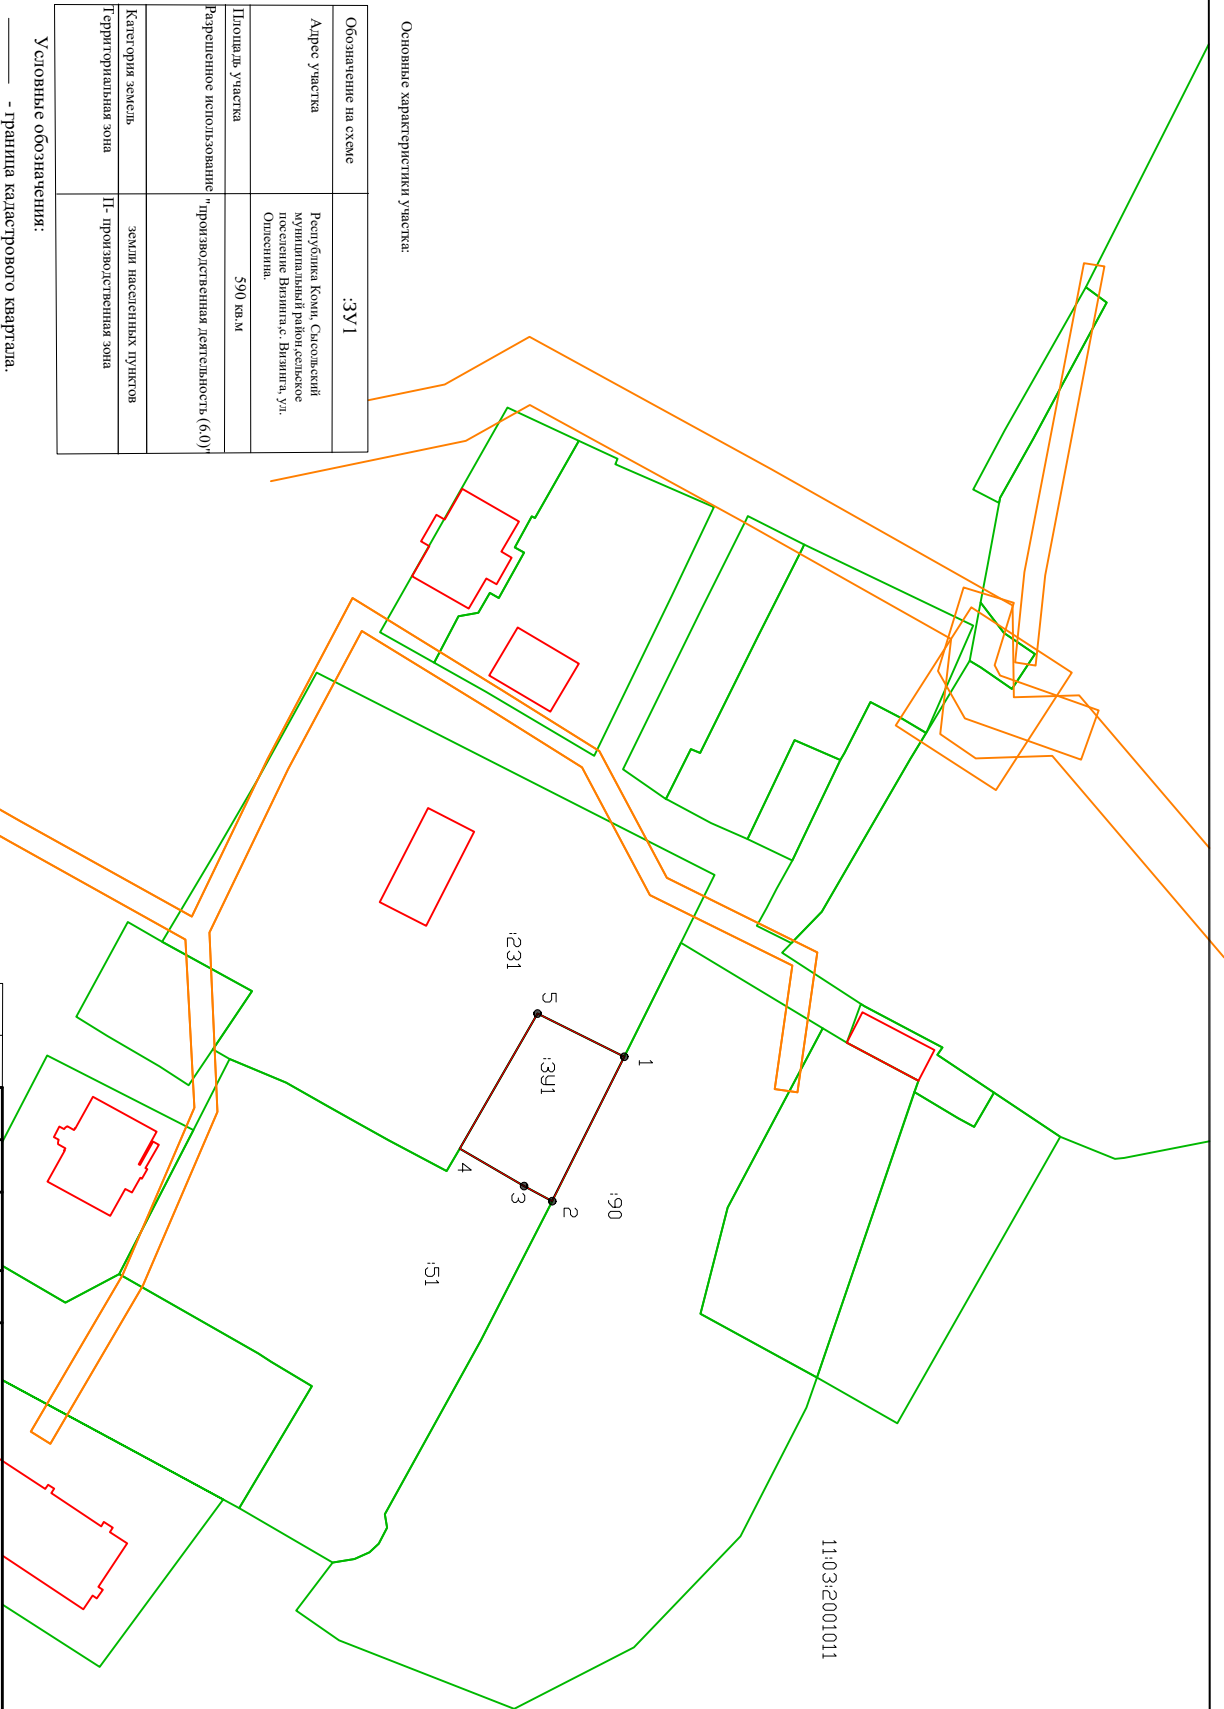 Основные характеристики участка:
Обозначение на схеме
:ЗУ1
Адрес участка
Республика Коми, Сысольский
муниципальный район,сельское
поселение Визинга,с. Визинга, ул.
Оплеснина.
Площадь участка
590 кв.м
Разрешенное использование
"производственная деятельность (6.0)"
Категория земель
земли населенных пунктов
Территориальная зона
П- производственная зона
Условные обозначения:
- граница кадастрового квартала.
11:03:2001011
:90
1
2
3
4
5
:ЗУ1
:231
:51